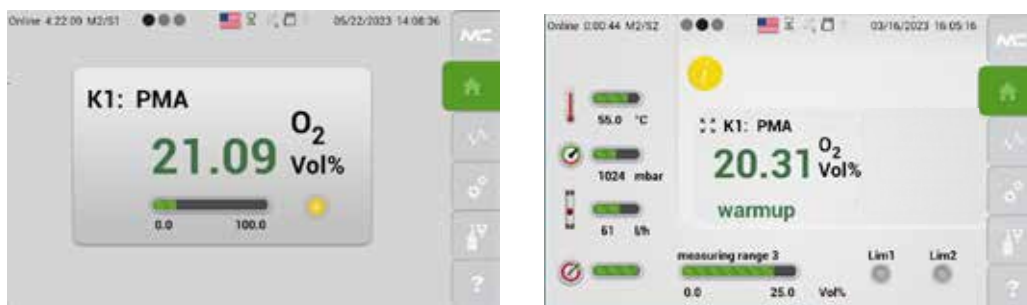 Online 4:22:09 M2/S1
05/22/2023 14:08:36
MC
K1: PMA
21.09
O2
Vol%
0.0 100.0
?
Online 0:00:44 M2/S2
03/16/2023 16:05:16
MC
i
55.0 °C
K1: PMA
20.31
O2
Vol%
1024 mbar
warmup
61 l/h
measuring range 3
Lim1 Lim2
0.0 25.0 Vol%
?